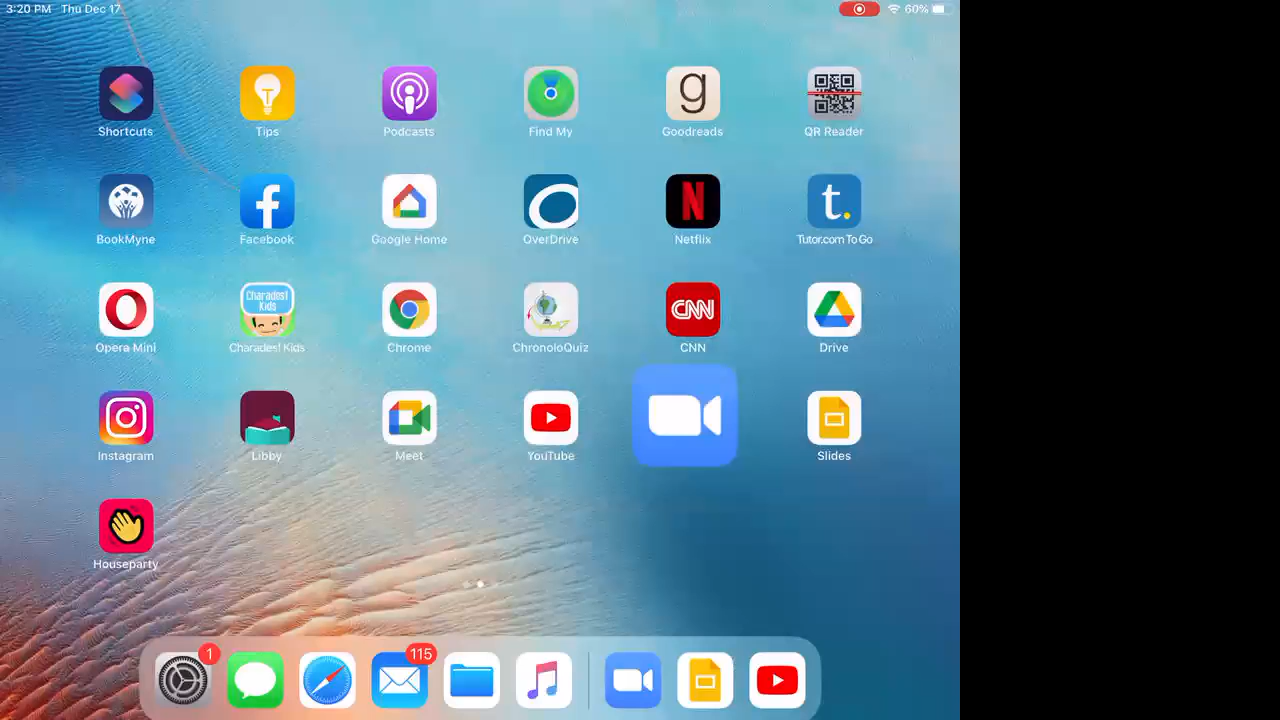 3:20 PM Thu Dec 17 60%
Shortcuts Tips Podcasts Find My Goodreads QR Reader
BookMyne Facebook Google Home OverDrive Netflix Tutor.com To Go
Charades!
Kids
Opera Mini Charades! Kids Chrome ChronoloQuiz CNN Drive
Instagram Libby Meet YouTube Slides
Houseparty
1 115